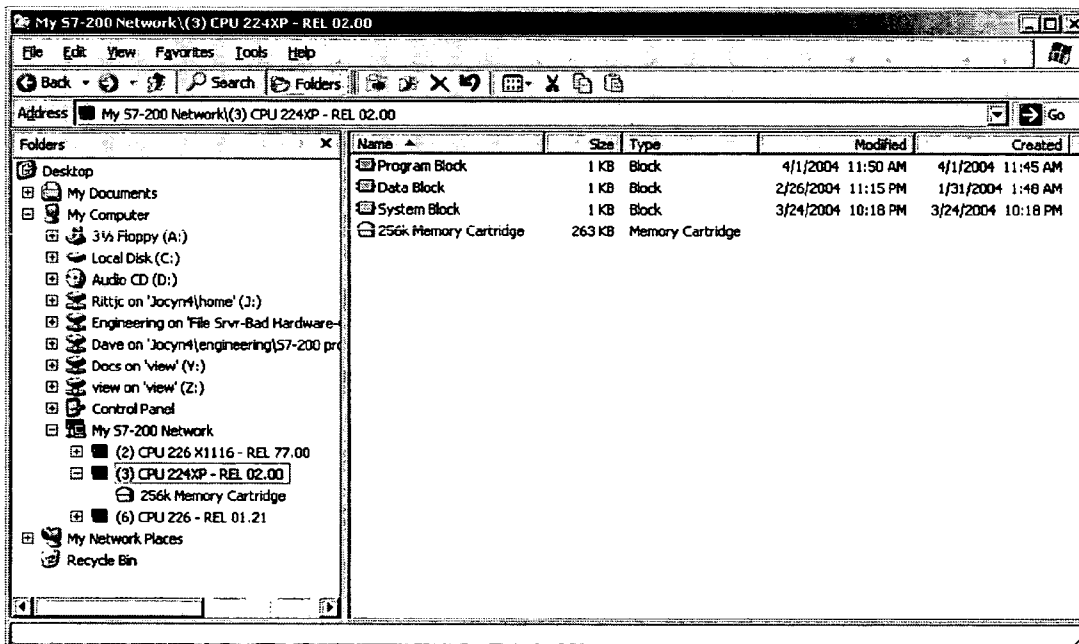 My S7-200 Network\(3) CPU 224XP - REL 02.00
File Edit View Favorites Tools Help
Back Search Folders
Address My S7-200 Network\(3) CPU 224XP - REL 02.00 Go
Folders
Desktop
My Documents
My Computer
3½ Floppy (A:)
Local Disk (C:)
Audio CD (D:)
Rittjc on 'Jocyn4\home' (J:)
Engineering on 'File Srvr-Bad Hardware-
Dave on 'Jocyn4\engineering\S7-200 pro
Docs on 'view' (Y:)
view on 'view' (Z:)
Control Panel
My S7-200 Network
(2) CPU 226 X1116 - REL 77.00
(3) CPU 224XP - REL 02.00
256k Memory Cartridge
(6) CPU 226 - REL 01.21
My Network Places
Recycle Bin
Name Size Type Modified Created
Program Block 1 KB Block 4/1/2004 11:50 AM 4/1/2004 11:45 AM
Data Block 1 KB Block 2/26/2004 11:15 PM 1/31/2004 1:48 AM
System Block 1 KB Block 3/24/2004 10:18 PM 3/24/2004 10:18 PM
256k Memory Cartridge 263 KB Memory Cartridge